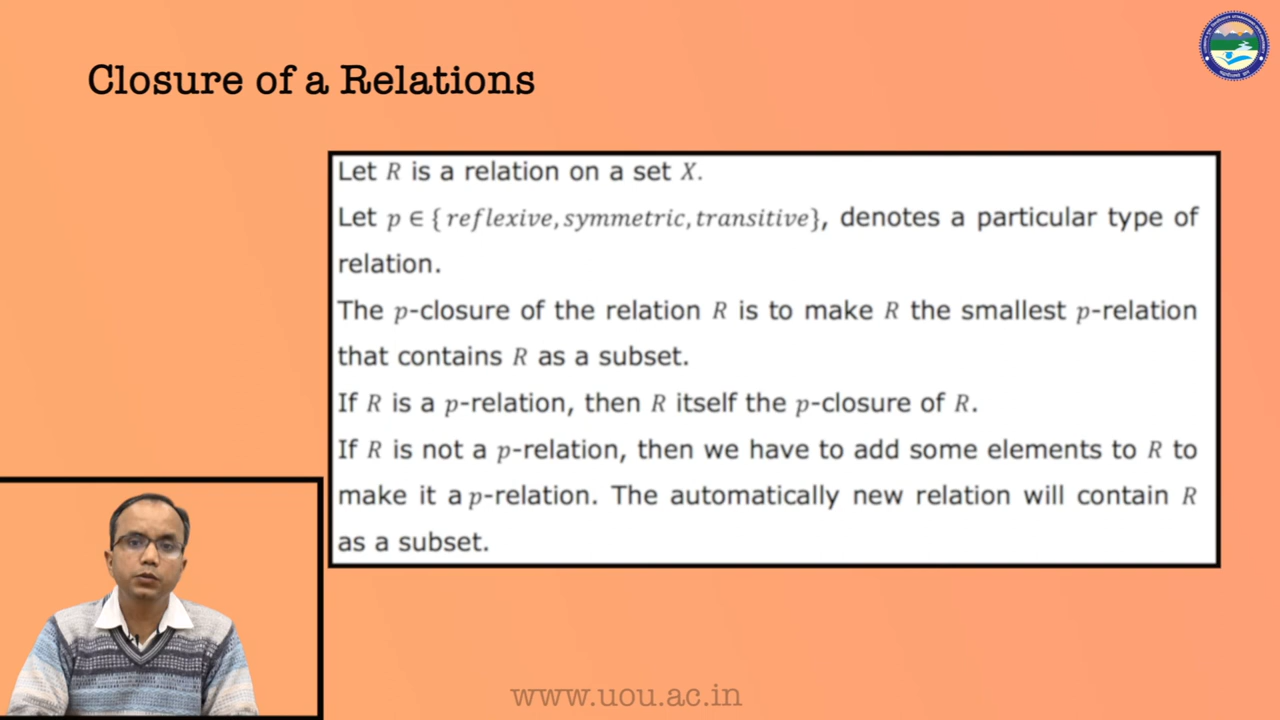 Closure of a Relations
Let R is a relation on a set X.
Let p ∈ { reflexive, symmetric, transitive}, denotes a particular type of
relation.
The p-closure of the relation R is to make R the smallest p-relation
that contains R as a subset.
If R is a p-relation, then R itself the p-closure of R.
If R is not a p-relation, then we have to add some elements to R to
make it a p-relation. The automatically new relation will contain R
as a subset.
www.uou.ac.in